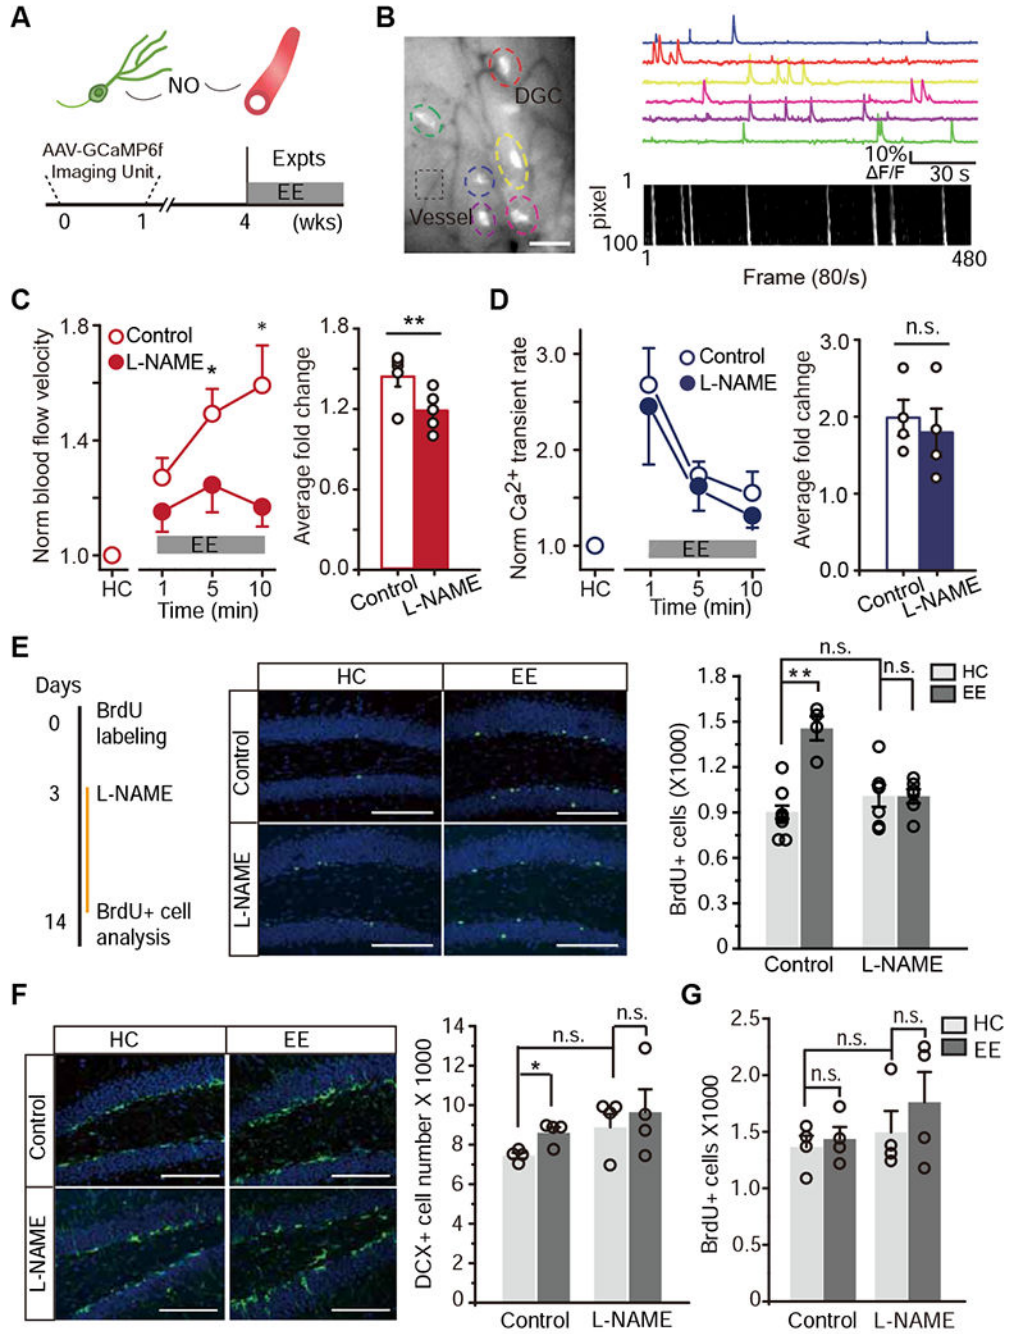 A
NO
AAV-GCaMP6f
Imaging Unit
Expts
EE
0
1
4
(wks)
B
DGC
Vessel
10%
ΔF/F
30 s
1
pixel
100
1
480
Frame (80/s)
C
Norm blood flow velocity
1.8
1.4
1.0
Control
L-NAME
*
*
EE
HC
1
5
10
Time (min)
Average fold change
1.8
1.2
0.6
0.0
**
Control
L-NAME
D
Norm Ca2+ transient rate
3.0
2.0
1.0
Control
L-NAME
EE
HC
1
5
10
Time (min)
Average fold cahnge
3.0
2.0
1.0
0.0
n.s.
Control
L-NAME
E
Days
0
BrdU
labeling
3
L-NAME
14
BrdU+ cell
analysis
HC
EE
Control
L-NAME
BrdU+ cells (X1000)
1.8
1.5
1.2
0.9
0.6
0.3
0
n.s.
**
n.s.
HC
EE
Control
L-NAME
F
HC
EE
Control
L-NAME
DCX+ cell number X 1000
14
12
10
8
6
4
2
0
n.s.
n.s.
*
Control
L-NAME
G
BrdU+ cells X1000
2.5
2.0
1.5
1.0
0.5
0
n.s.
n.s.
n.s.
HC
EE
Control
L-NAME